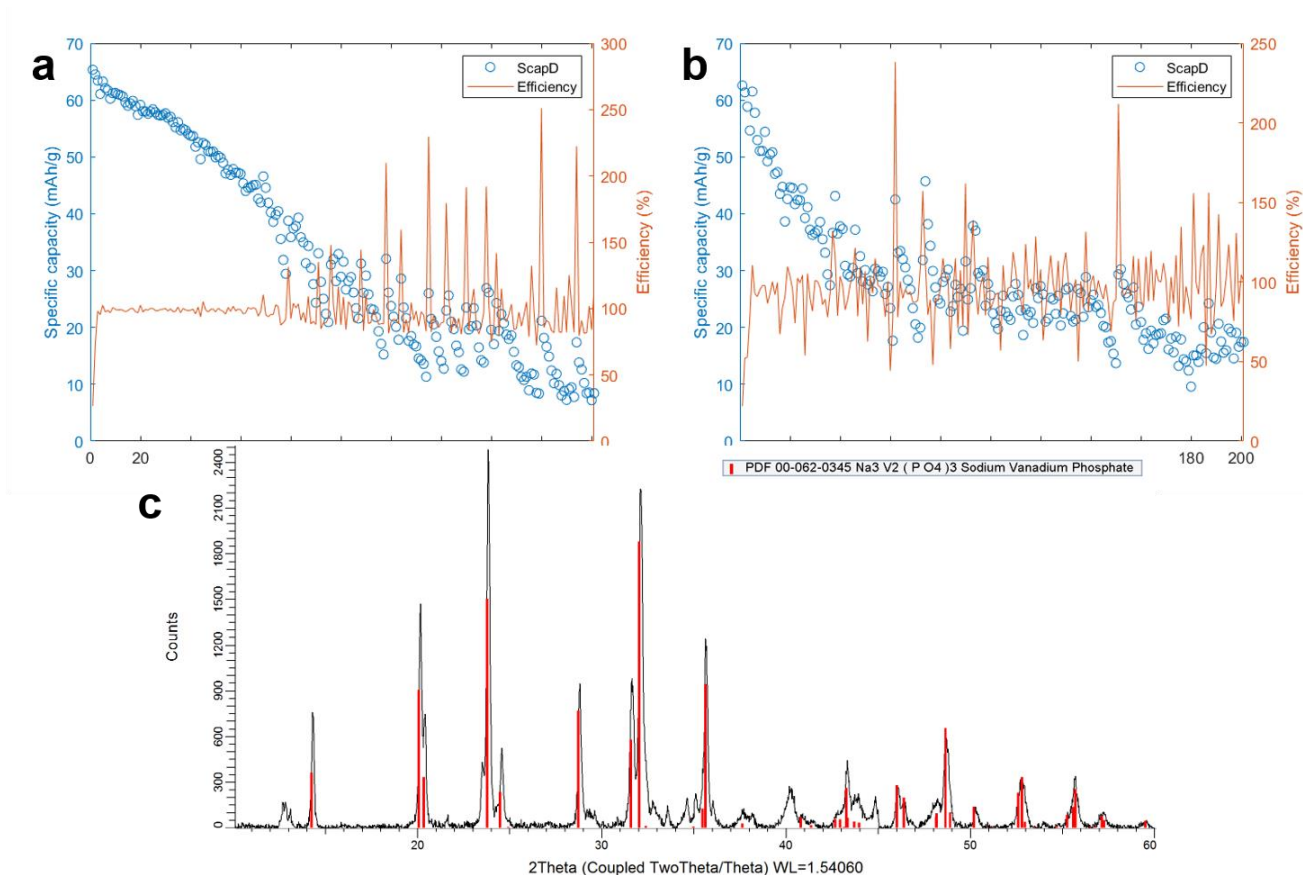 a
70
60
50
40
30
20
10
0
Specific capacity (mAh/g)
ScapD
Efficiency
300
250
200
150
100
50
0
Efficiency (%)
0 20
b
70
60
50
40
30
20
10
0
Specific capacity (mAh/g)
ScapD
Efficiency
250
200
150
100
50
0
Efficiency (%)
180 200
PDF 00-062-0345 Na3 V2 ( P O4 )3 Sodium Vanadium Phosphate
c
2400
2100
1800
1500
1200
900
600
300
0
Counts
20 30 40 50 60
2Theta (Coupled TwoTheta/Theta) WL=1.54060